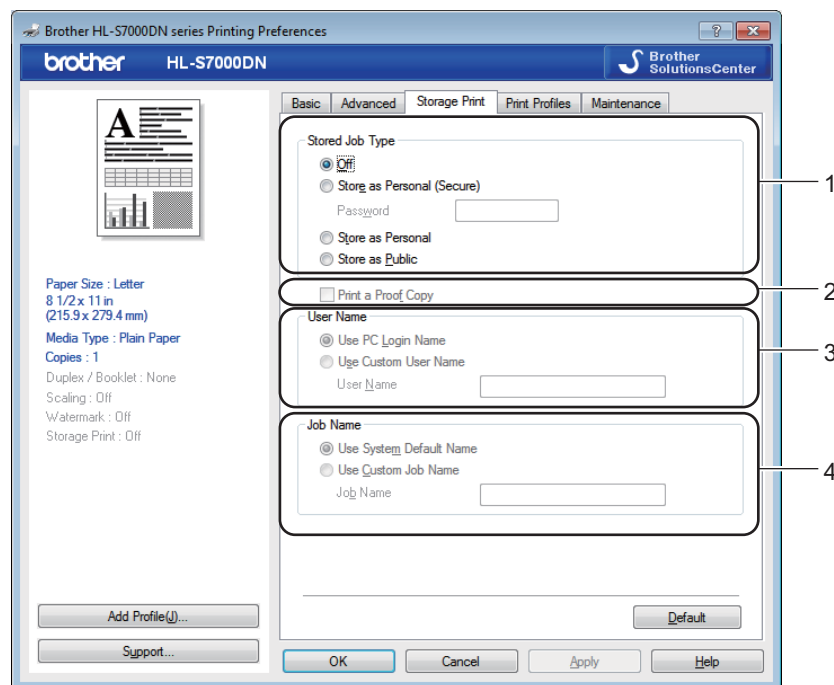 Brother HL-S7000DN series Printing Preferences
?
brother HL-S7000DN
Brother
SolutionsCenter
Basic Advanced Storage Print Print Profiles Maintenance
A
Stored Job Type
Off
Store as Personal (Secure)
Password
Store as Personal
Store as Public
1
Print a Proof Copy
2
User Name
Use PC Login Name
Use Custom User Name
User Name
3
Job Name
Use System Default Name
Use Custom Job Name
Job Name
4
Paper Size : Letter
8 1/2 x 11 in
(215.9 x 279.4 mm)
Media Type : Plain Paper
Copies : 1
Duplex / Booklet : None
Scaling : Off
Watermark : Off
Storage Print : Off
Add Profile(J)...
Support...
Default
OK Cancel Apply Help